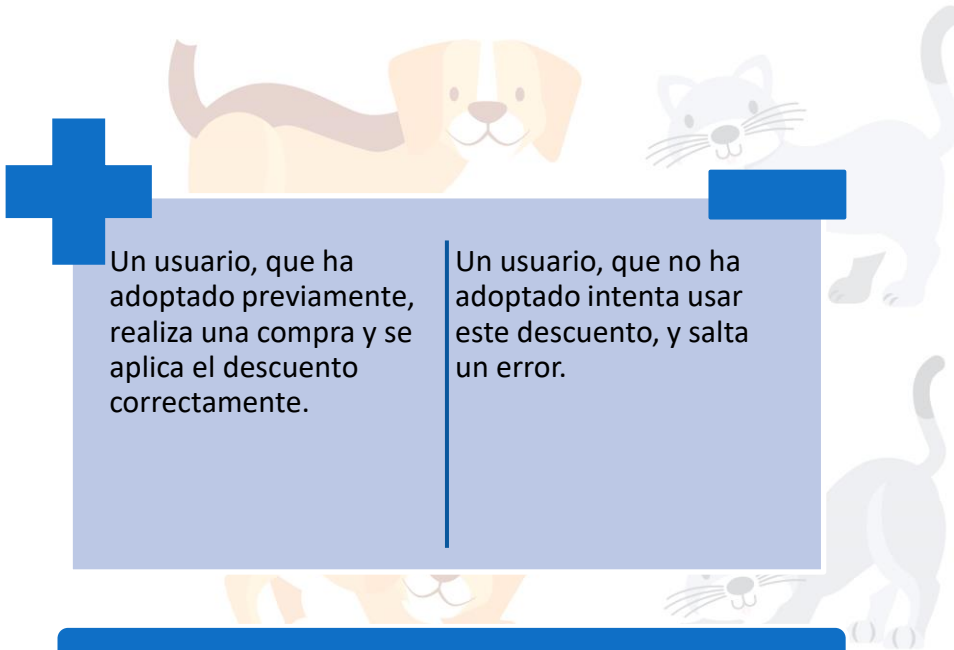 Un usuario, que ha
adoptado previamente,
realiza una compra y se
aplica el descuento
correctamente.
Un usuario, que no ha
adoptado intenta usar
este descuento, y salta
un error.